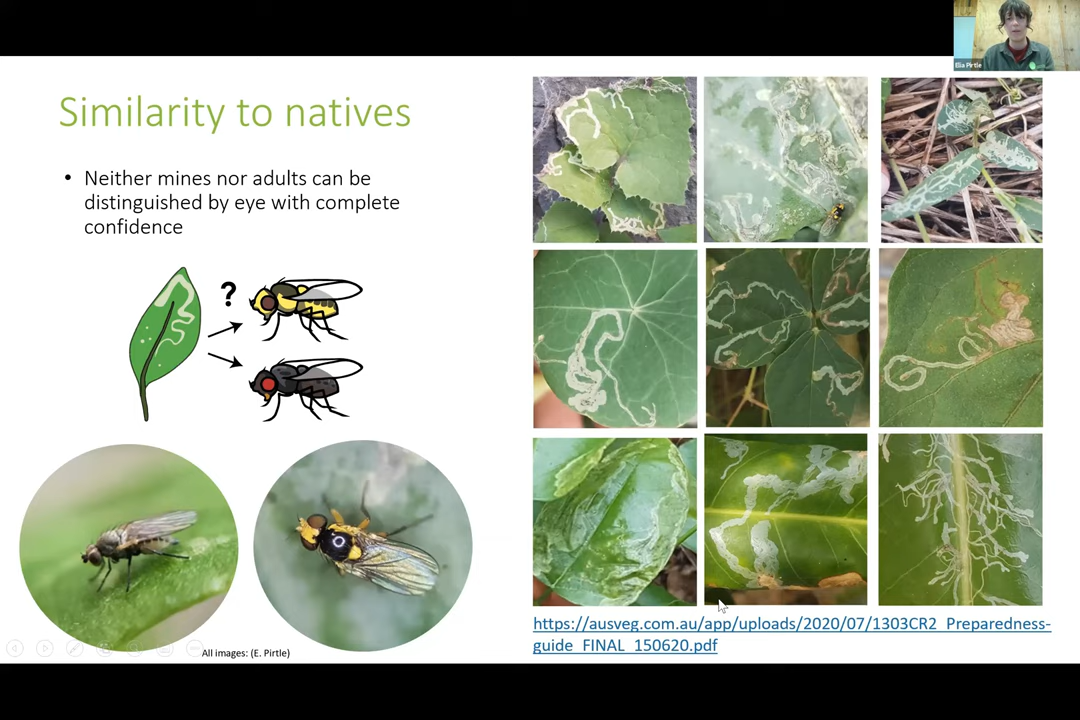 Elia Pirtle
Similarity to natives
• Neither mines nor adults can be
distinguished by eye with complete
confidence
?
All images: (E. Pirtle)
https://ausveg.com.au/app/uploads/2020/07/1303CR2_Preparedness-
guide_FINAL_150620.pdf